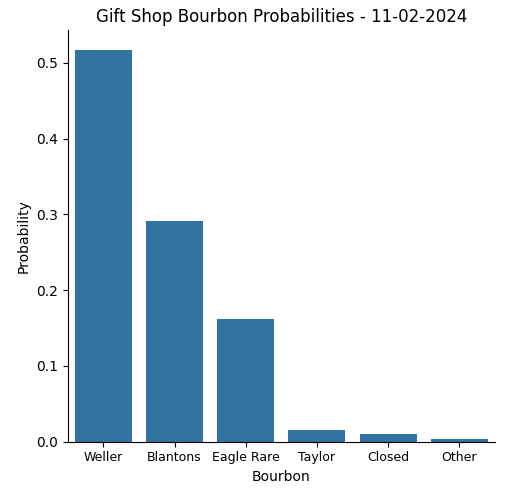 Gift Shop Bourbon Probabilities - 11-02-2024
Probability
0.5
0.4
0.3
0.2
0.1
0.0
Weller Blantons Eagle Rare Taylor Closed Other
Bourbon